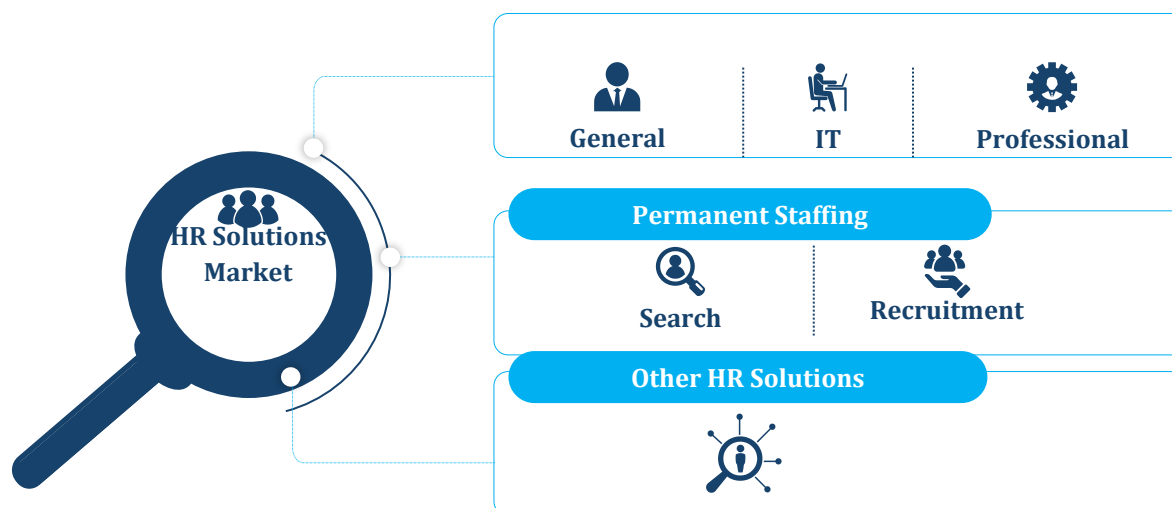 General
IT
Professional
HR Solutions
Market
Permanent Staffing
Search
Recruitment
Other HR Solutions